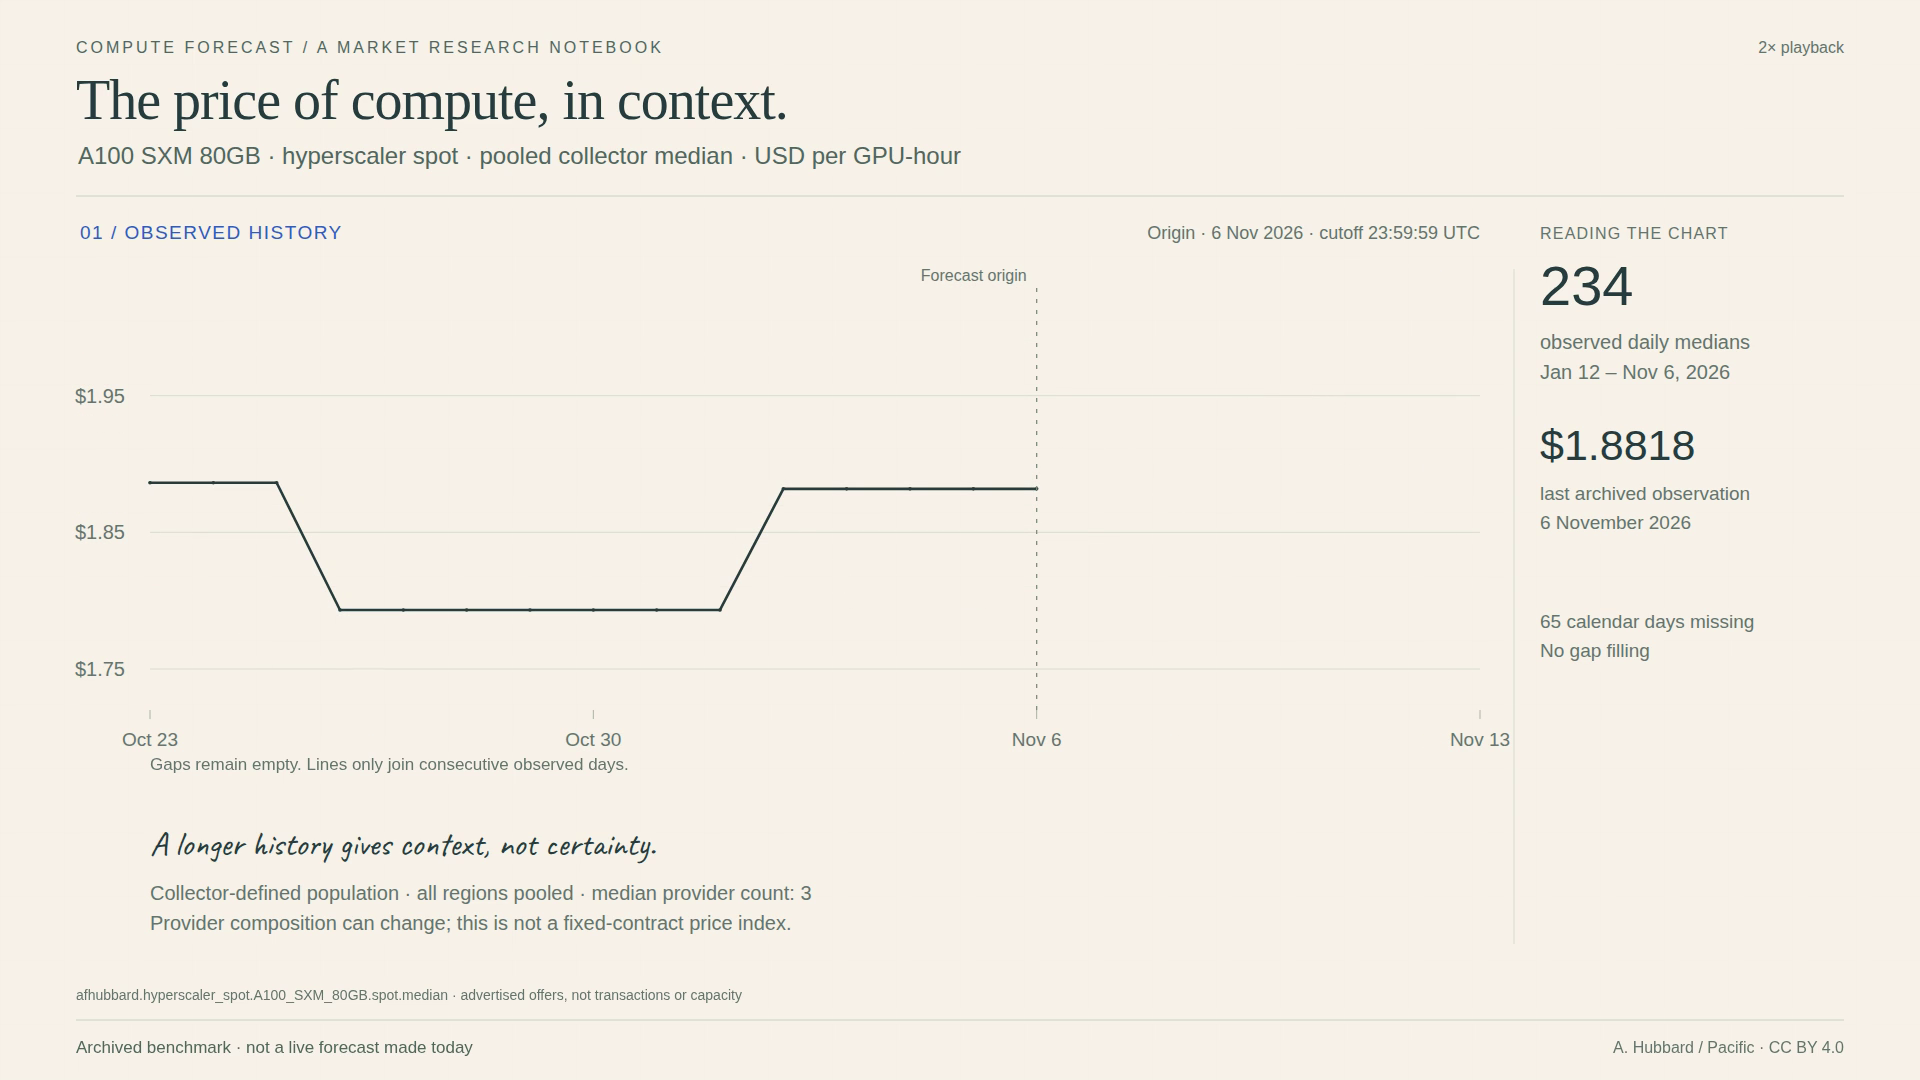 COMPUTE FORECAST / A MARKET RESEARCH NOTEBOOK
2× playback
The price of compute, in context.
A100 SXM 80GB · hyperscaler spot · pooled collector median · USD per GPU-hour
01 / OBSERVED HISTORY
Origin · 6 Nov 2026 · cutoff 23:59:59 UTC
Forecast origin
$1.95
$1.85
$1.75
Oct 23
Oct 30
Nov 6
Nov 13
Gaps remain empty. Lines only join consecutive observed days.
READING THE CHART
234
observed daily medians
Jan 12 – Nov 6, 2026
$1.8818
last archived observation
6 November 2026
65 calendar days missing
No gap filling
A longer history gives context, not certainty.
Collector-defined population · all regions pooled · median provider count: 3
Provider composition can change; this is not a fixed-contract price index.
afhubbard.hyperscaler_spot.A100_SXM_80GB.spot.median · advertised offers, not transactions or capacity
Archived benchmark · not a live forecast made today
A. Hubbard / Pacific · CC BY 4.0